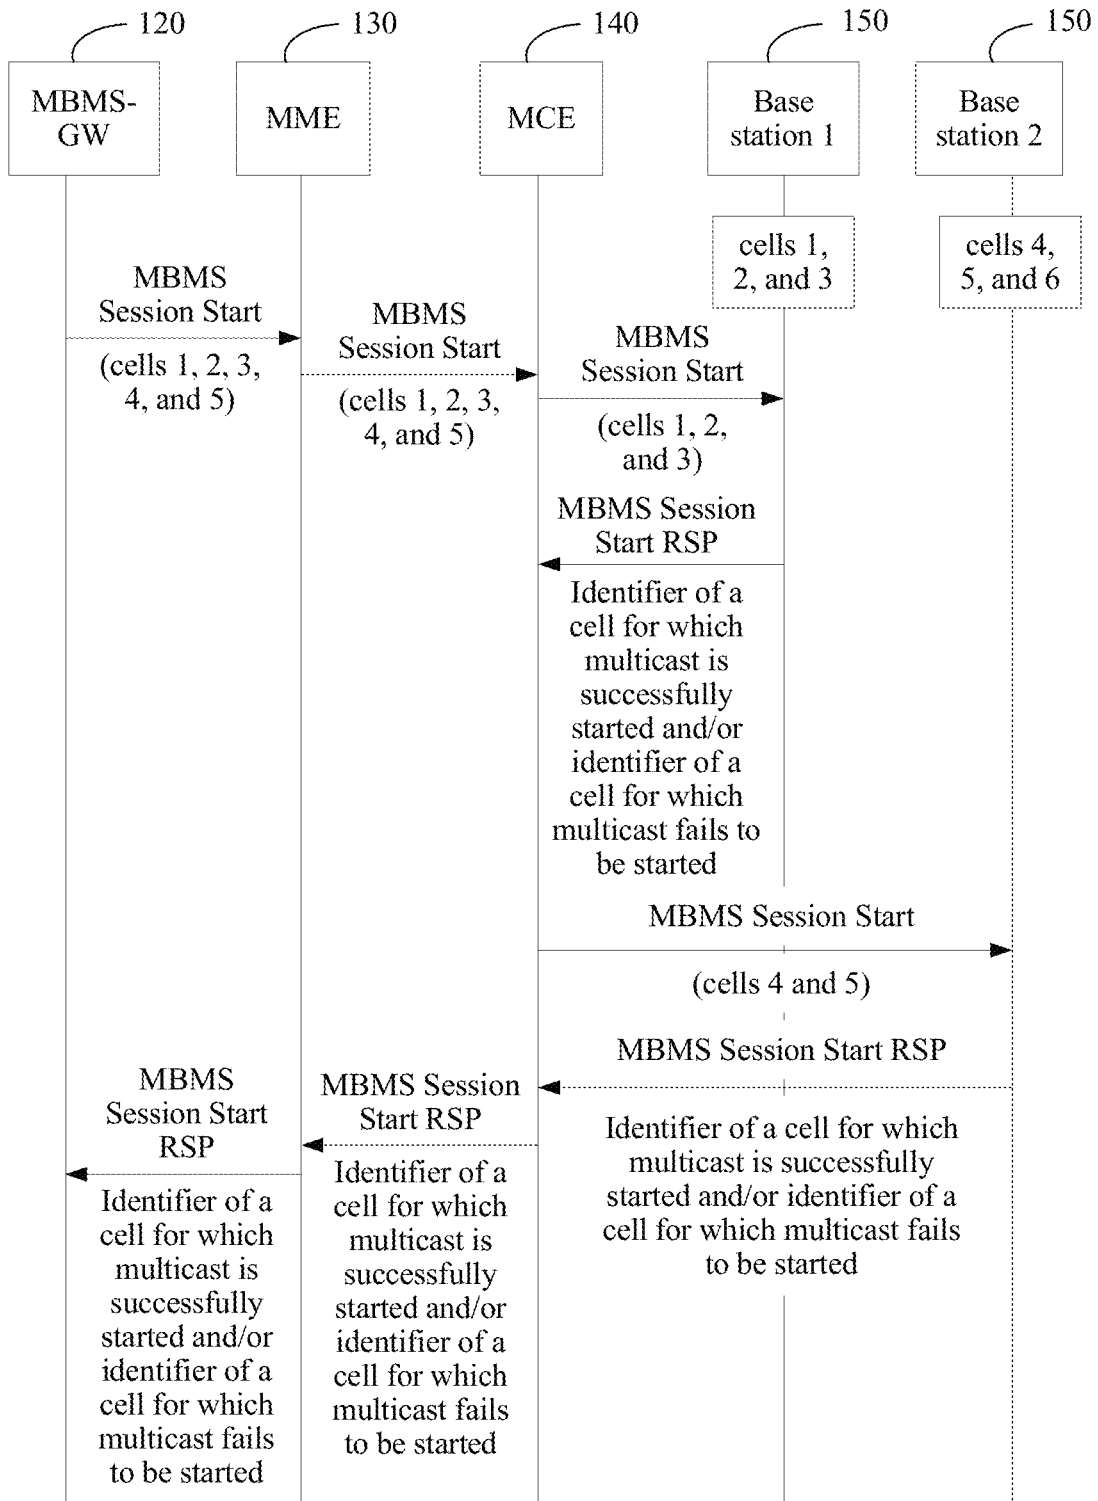 120
130
140
150
150
MBMS-
GW
MME
MCE
Base
station 1
Base
station 2
cells 1,
2, and 3
cells 4,
5, and 6
MBMS
Session Start
(cells 1, 2, 3,
4, and 5)
MBMS
Session Start
(cells 1, 2, 3,
4, and 5)
MBMS
Session Start
(cells 1, 2,
and 3)
MBMS Session
Start RSP
Identifier of a
cell for which
multicast is
successfully
started and/or
identifier of a
cell for which
multicast fails to
be started
MBMS Session Start
(cells 4 and 5)
MBMS Session Start RSP
Identifier of a cell for which
multicast is successfully
started and/or identifier of a
cell for which multicast fails
to be started
MBMS Session
Start RSP
Identifier of a
cell for which
multicast is
successfully
started and/or
identifier of a
cell for which
multicast fails
to be started
MBMS
Session Start
RSP
Identifier of a
cell for which
multicast is
successfully
started and/or
identifier of a
cell for which
multicast fails
to be started